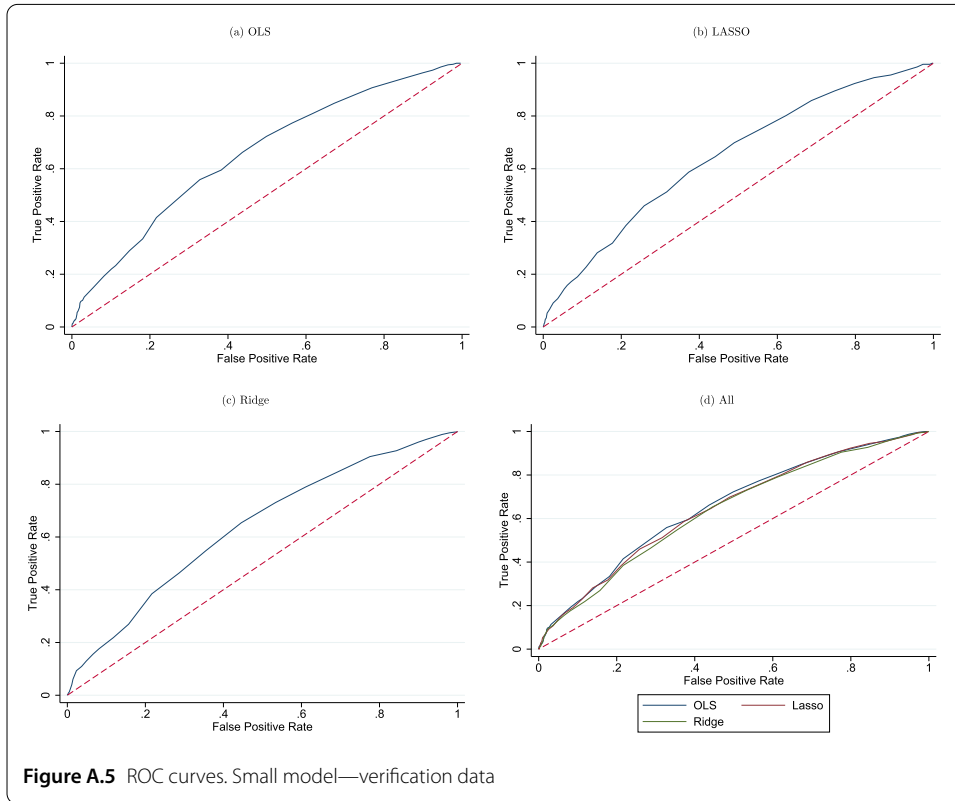 (a) OLS
1
.8
.6
.4
.2
0
True Positive Rate
0 .2 .4 .6 .8 1
False Positive Rate
(b) LASSO
1
.8
.6
.4
.2
0
True Positive Rate
0 .2 .4 .6 .8 1
False Positive Rate
(c) Ridge
1
.8
.6
.4
.2
0
True Positive Rate
0 .2 .4 .6 .8 1
False Positive Rate
(d) All
1
.8
.6
.4
.2
0
True Positive Rate
0 .2 .4 .6 .8 1
False Positive Rate
OLS Lasso
Ridge
Figure A.5 ROC curves. Small model—verification data